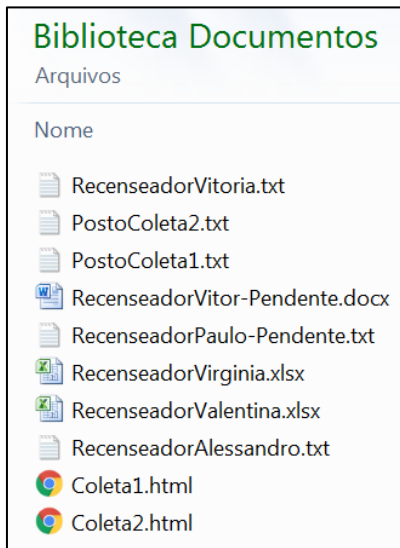 Biblioteca Documentos
Arquivos
Nome
RecenseadorVitoria.txt
PostoColeta2.txt
PostoColeta1.txt
RecenseadorVitor-Pendente.docx
RecenseadorPaulo-Pendente.txt
RecenseadorVirginia.xlsx
RecenseadorValentina.xlsx
RecenseadorAlessandro.txt
Coleta1.html
Coleta2.html